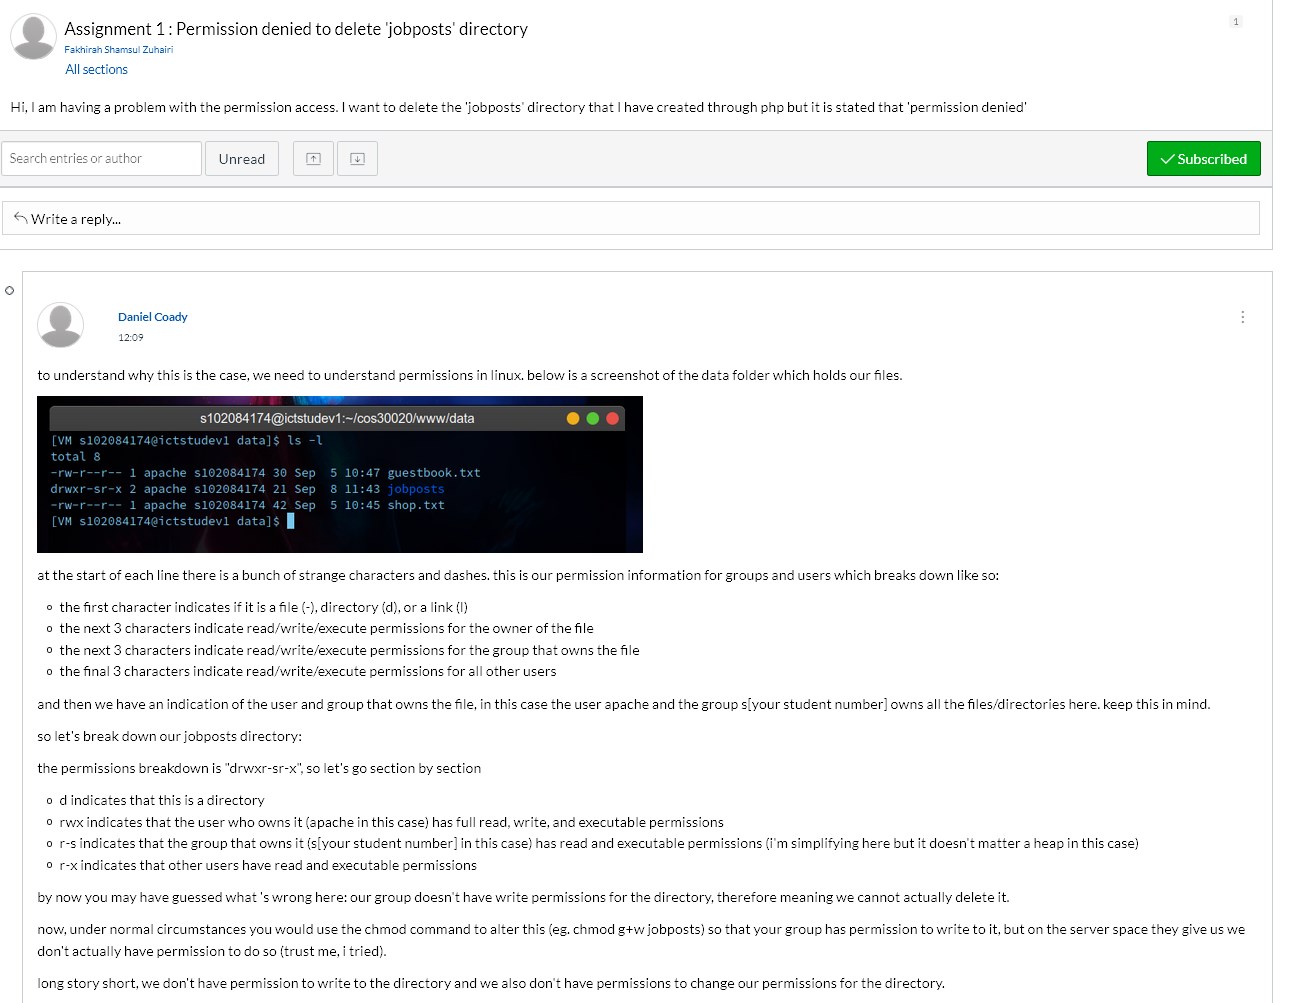 Assignment 1 : Permission denied to delete 'jobposts' directory
1
Fakhirah Shamsul Zuhairi
All sections
Hi, I am having a problem with the permission access. I want to delete the 'jobposts' directory that I have created through php but it is stated that 'permission denied'
Search entries or author
Unread
Subscribed
Write a reply...
Daniel Coady
12:09
to understand why this is the case, we need to understand permissions in linux. below is a screenshot of the data folder which holds our files.
s102084174@ictstudev1:~/cos30020/www/data
[VM s102084174@ictstudev1 data]$ ls -l
total 8
-rw-r--r-- 1 apache s102084174 30 Sep  5 10:47 guestbook.txt
drwxr-sr-x 2 apache s102084174 21 Sep  8 11:43 jobposts
-rw-r--r-- 1 apache s102084174 42 Sep  5 10:45 shop.txt
[VM s102084174@ictstudev1 data]$
at the start of each line there is a bunch of strange characters and dashes. this is our permission information for groups and users which breaks down like so:
the first character indicates if it is a file (-), directory (d), or a link (l)
the next 3 characters indicate read/write/execute permissions for the owner of the file
the next 3 characters indicate read/write/execute permissions for the group that owns the file
the final 3 characters indicate read/write/execute permissions for all other users
and then we have an indication of the user and group that owns the file, in this case the user apache and the group s[your student number] owns all the files/directories here. keep this in mind.
so let's break down our jobposts directory:
the permissions breakdown is "drwxr-sr-x", so let's go section by section
d indicates that this is a directory
rwx indicates that the user who owns it (apache in this case) has full read, write, and executable permissions
r-s indicates that the group that owns it (s[your student number] in this case) has read and executable permissions (i'm simplifying here but it doesn't matter a heap in this case)
r-x indicates that other users have read and executable permissions
by now you may have guessed what 's wrong here: our group doesn't have write permissions for the directory, therefore meaning we cannot actually delete it.
now, under normal circumstances you would use the chmod command to alter this (eg. chmod g+w jobposts) so that your group has permission to write to it, but on the server space they give us we
don't actually have permission to do so (trust me, i tried).
long story short, we don't have permission to write to the directory and we also don't have permissions to change our permissions for the directory.